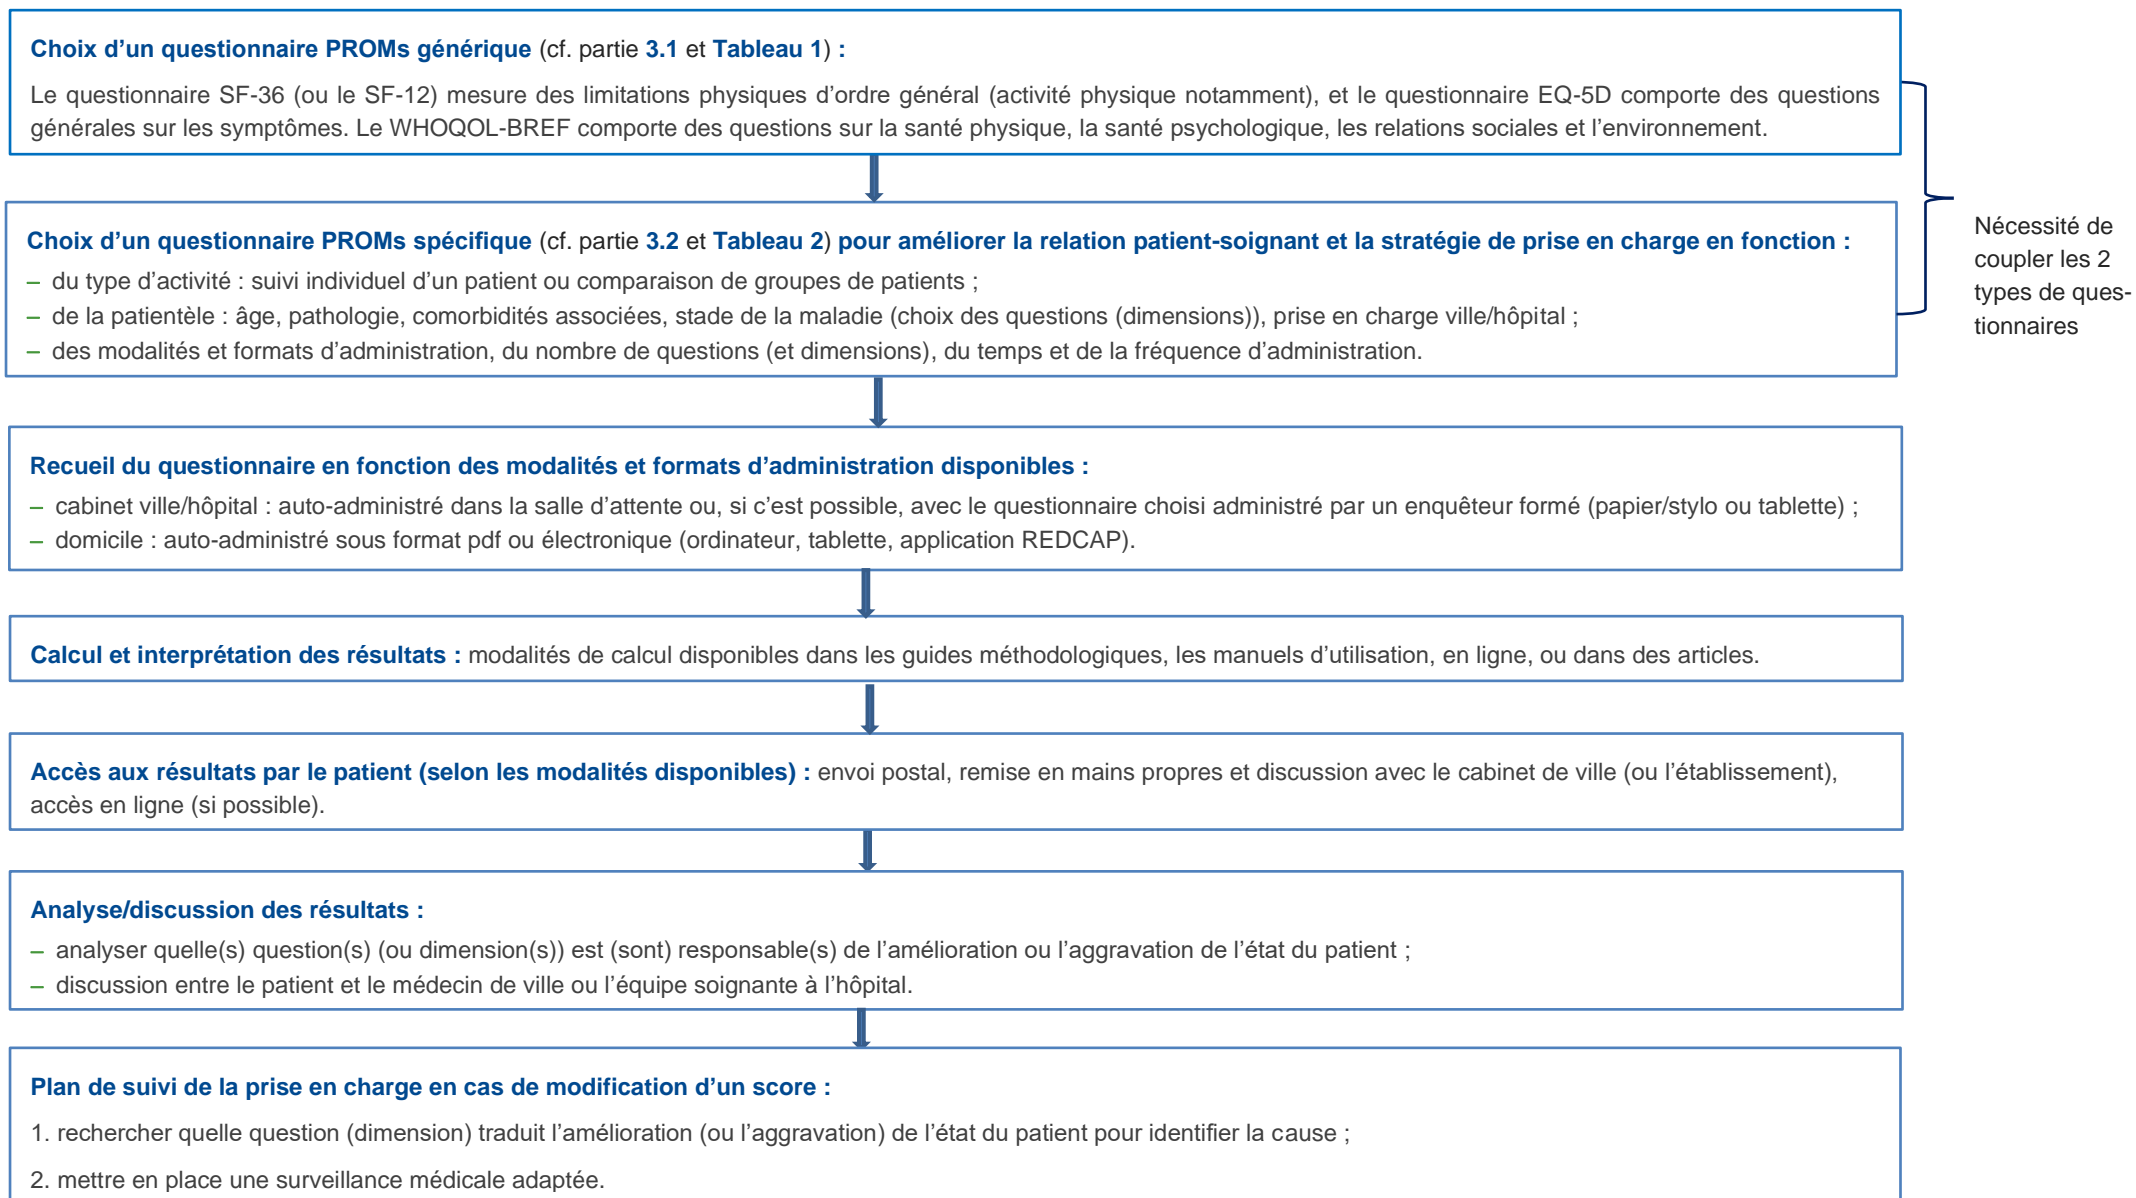 Choix d’un questionnaire PROMs générique (cf. partie 3.1 et Tableau 1) :
Le questionnaire SF-36 (ou le SF-12) mesure des limitations physiques d’ordre général (activité physique notamment), et le questionnaire EQ-5D comporte des questions
générales sur les symptômes. Le WHOQOL-BREF comporte des questions sur la santé physique, la santé psychologique, les relations sociales et l’environnement.
Choix d’un questionnaire PROMs spécifique (cf. partie 3.2 et Tableau 2) pour améliorer la relation patient-soignant et la stratégie de prise en charge en fonction :
– du type d’activité : suivi individuel d’un patient ou comparaison de groupes de patients ;
– de la patientèle : âge, pathologie, comorbidités associées, stade de la maladie (choix des questions (dimensions)), prise en charge ville/hôpital ;
– des modalités et formats d’administration, du nombre de questions (et dimensions), du temps et de la fréquence d’administration.
Nécessité de
coupler les 2
types de ques-
tionnaires
Recueil du questionnaire en fonction des modalités et formats d’administration disponibles :
– cabinet ville/hôpital : auto-administré dans la salle d’attente ou, si c’est possible, avec le questionnaire choisi administré par un enquêteur formé (papier/stylo ou tablette) ;
– domicile : auto-administré sous format pdf ou électronique (ordinateur, tablette, application REDCAP).
Calcul et interprétation des résultats : modalités de calcul disponibles dans les guides méthodologiques, les manuels d’utilisation, en ligne, ou dans des articles.
Accès aux résultats par le patient (selon les modalités disponibles) : envoi postal, remise en mains propres et discussion avec le cabinet de ville (ou l’établissement),
accès en ligne (si possible).
Analyse/discussion des résultats :
– analyser quelle(s) question(s) (ou dimension(s)) est (sont) responsable(s) de l’amélioration ou l’aggravation de l’état du patient ;
– discussion entre le patient et le médecin de ville ou l’équipe soignante à l’hôpital.
Plan de suivi de la prise en charge en cas de modification d’un score :
1. rechercher quelle question (dimension) traduit l’amélioration (ou l’aggravation) de l’état du patient pour identifier la cause ;
2. mettre en place une surveillance médicale adaptée.